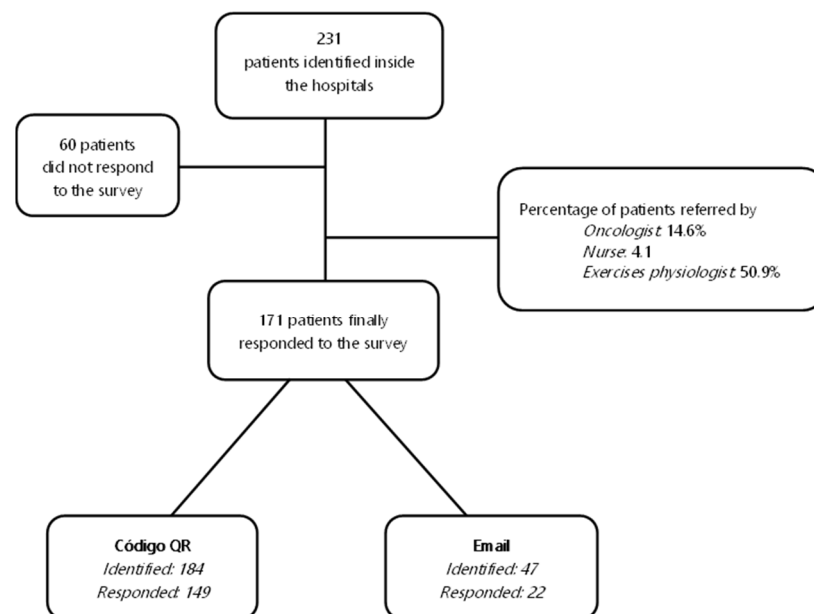 231
patients identified inside
the hospitals
60 patients
did not respond
to the survey
Percentage of patients referred by
Oncologist: 14.6%
Nurse: 4.1
Exercises physiologist: 50.9%
171 patients finally
responded to the survey
Código QR
Identified: 184
Responded: 149
Email
Identified: 47
Responded: 22